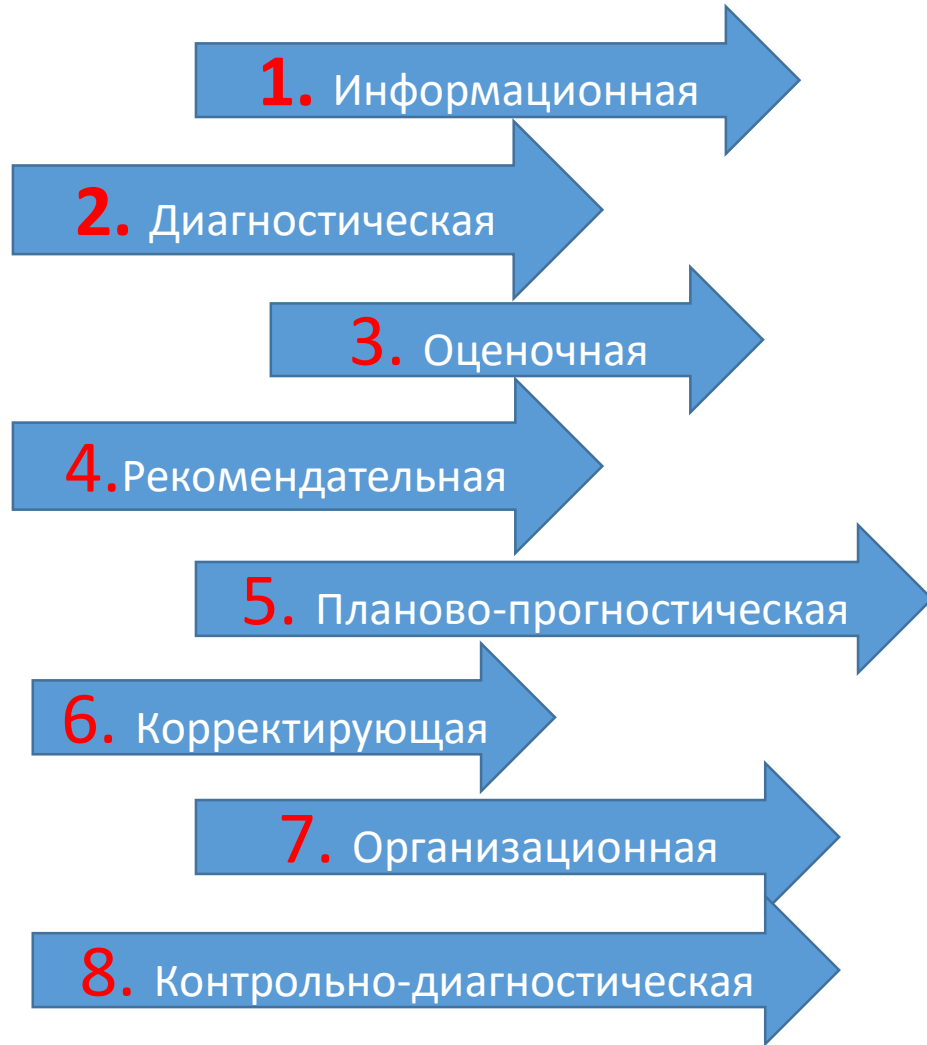 1. Информационная
2. Диагностическая
3. Оценочная
4.Рекомендательная
5. Планово-прогностическая
6. Корректирующая
7. Организационная
8. Контрольно-диагностическая